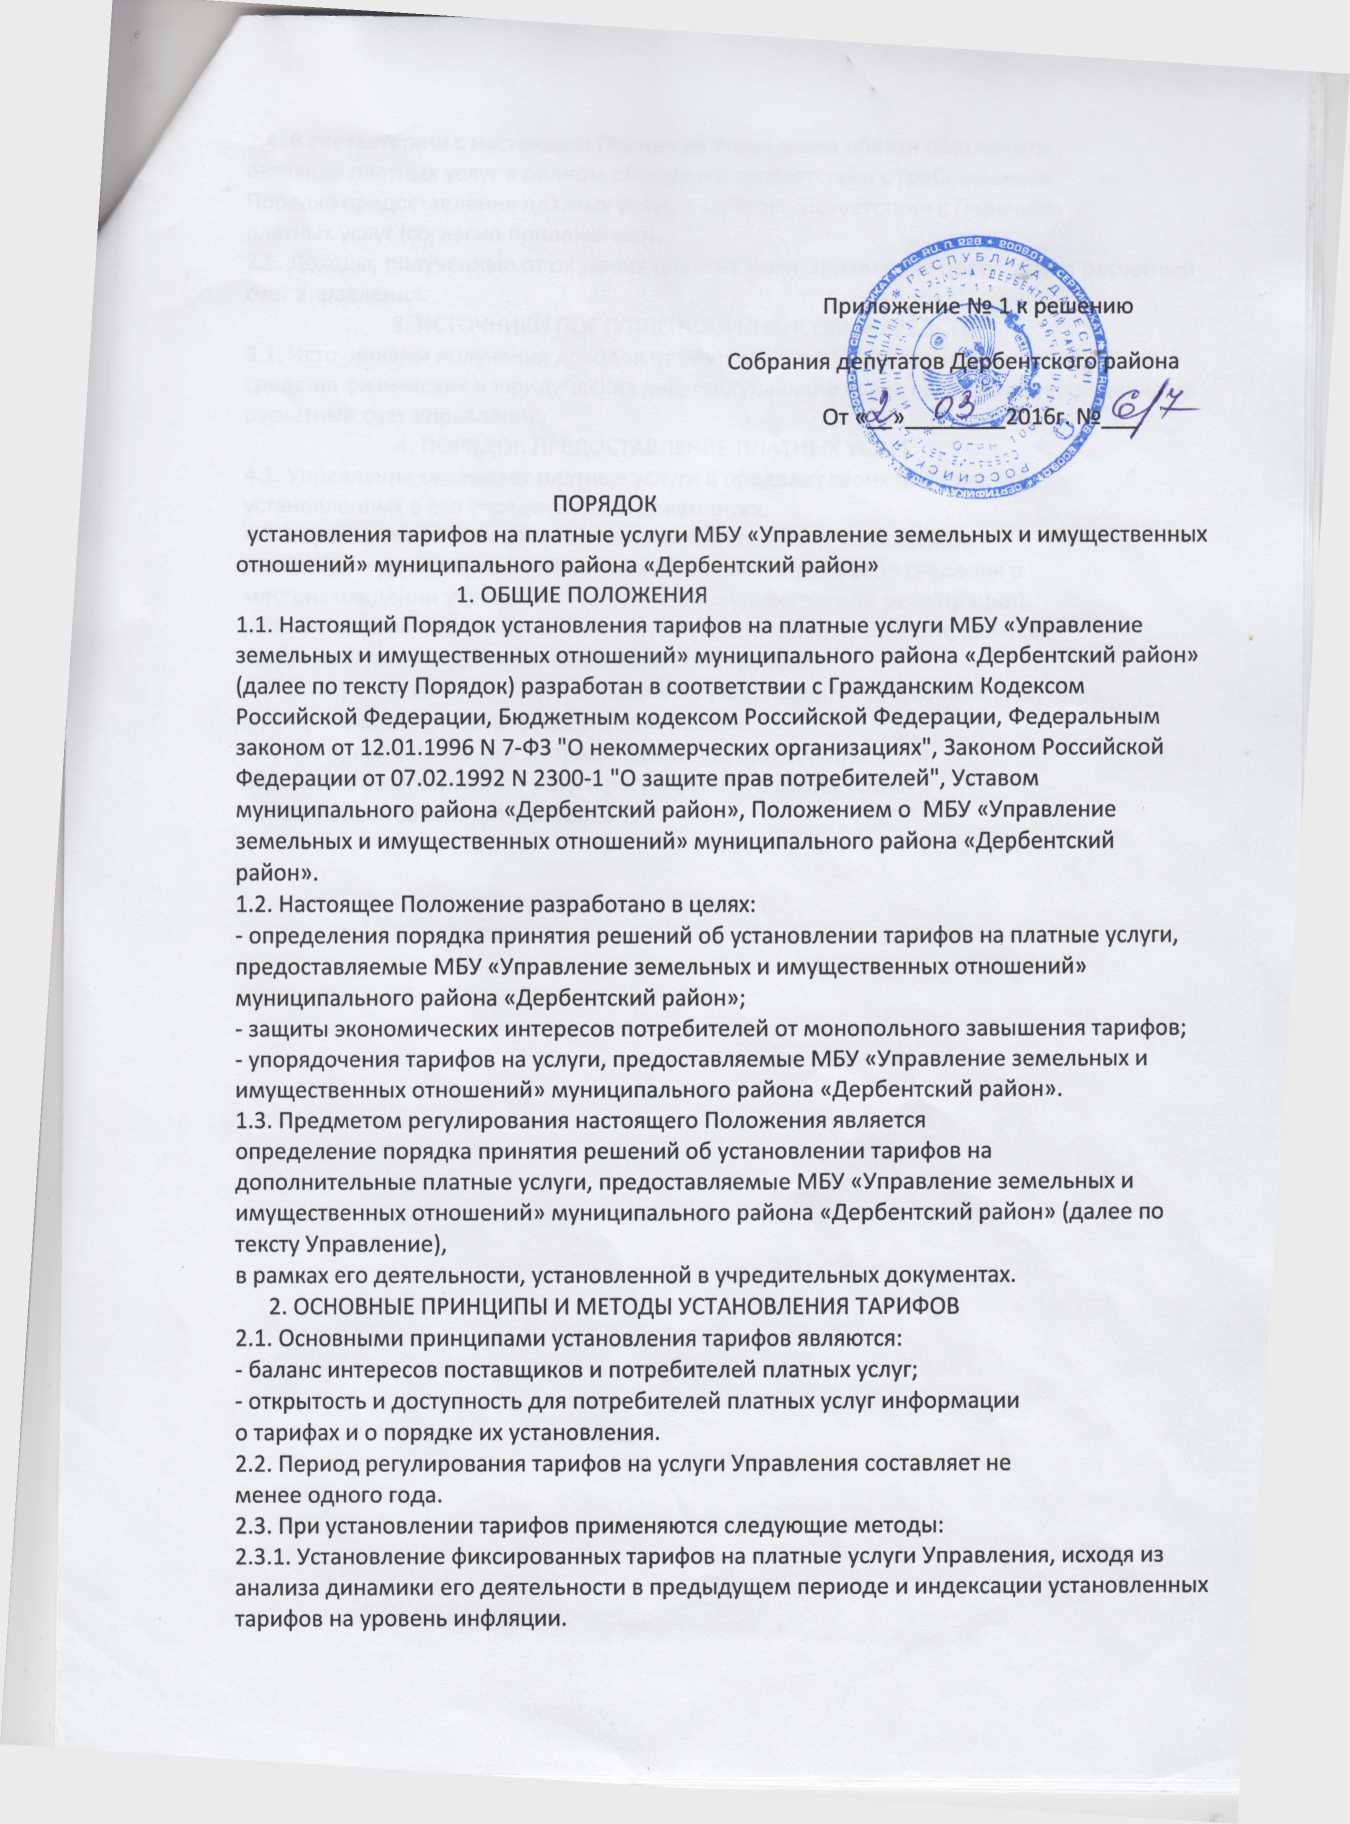 Приложение № 1 к решению
Собрания депутатов Дербентского района
От «2»  03  2016г. № 6/7
ПОРЯДОК
установления тарифов на платные услуги МБУ «Управление земельных и имущественных
отношений» муниципального района «Дербентский район»
1. ОБЩИЕ ПОЛОЖЕНИЯ
1.1. Настоящий Порядок установления тарифов на платные услуги МБУ «Управление
земельных и имущественных отношений» муниципального района «Дербентский район»
(далее по тексту Порядок) разработан в соответствии с Гражданским Кодексом
Российской Федерации, Бюджетным кодексом Российской Федерации, Федеральным
законом от 12.01.1996 N 7-ФЗ "О некоммерческих организациях", Законом Российской
Федерации от 07.02.1992 N 2300-1 "О защите прав потребителей", Уставом
муниципального района «Дербентский район», Положением о  МБУ «Управление
земельных и имущественных отношений» муниципального района «Дербентский
район».
1.2. Настоящее Положение разработано в целях:
- определения порядка принятия решений об установлении тарифов на платные услуги,
предоставляемые МБУ «Управление земельных и имущественных отношений»
муниципального района «Дербентский район»;
- защиты экономических интересов потребителей от монопольного завышения тарифов;
- упорядочения тарифов на услуги, предоставляемые МБУ «Управление земельных и
имущественных отношений» муниципального района «Дербентский район».
1.3. Предметом регулирования настоящего Положения является
определение порядка принятия решений об установлении тарифов на
дополнительные платные услуги, предоставляемые МБУ «Управление земельных и
имущественных отношений» муниципального района «Дербентский район» (далее по
тексту Управление),
в рамках его деятельности, установленной в учредительных документах.
2. ОСНОВНЫЕ ПРИНЦИПЫ И МЕТОДЫ УСТАНОВЛЕНИЯ ТАРИФОВ
2.1. Основными принципами установления тарифов являются:
- баланс интересов поставщиков и потребителей платных услуг;
- открытость и доступность для потребителей платных услуг информации
о тарифах и о порядке их установления.
2.2. Период регулирования тарифов на услуги Управления составляет не
менее одного года.
2.3. При установлении тарифов применяются следующие методы:
2.3.1. Установление фиксированных тарифов на платные услуги Управления, исходя из
анализа динамики его деятельности в предыдущем периоде и индексации установленных
тарифов на уровень инфляции.